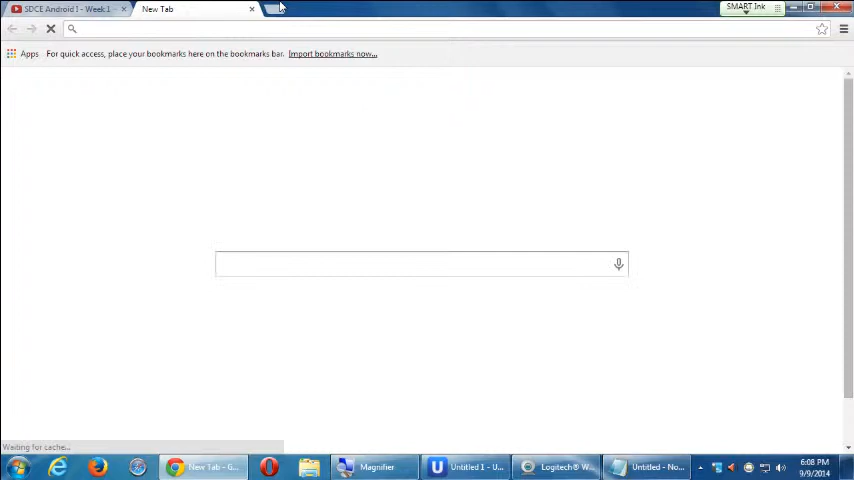 SDCE Android I - Week 1
New Tab
SMART Ink
Apps
For quick access, place your bookmarks here on the bookmarks bar. Import bookmarks now...
Waiting for cache...
New Tab - G...
Magnifier
Untitled 1 - U...
Logitech® W...
Untitled - No...
6:08 PM
9/9/2014